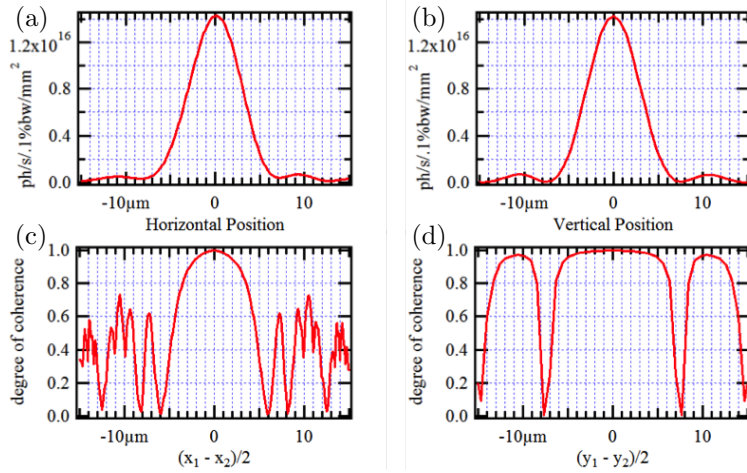 (a)
1.2x10^16
0.8
0.4
0.0
ph/s/.1%bw/mm^2
-10μm 0 10
Horizontal Position
(b)
1.2x10^16
0.8
0.4
0.0
ph/s/.1%bw/mm^2
-10μm 0 10
Vertical Position
(c)
1.0
0.8
0.6
0.4
0.2
0.0
degree of coherence
-10μm 0 10
(x₁ - x₂)/2
(d)
1.0
0.8
0.6
0.4
0.2
0.0
degree of coherence
-10μm 0 10
(y₁ - y₂)/2